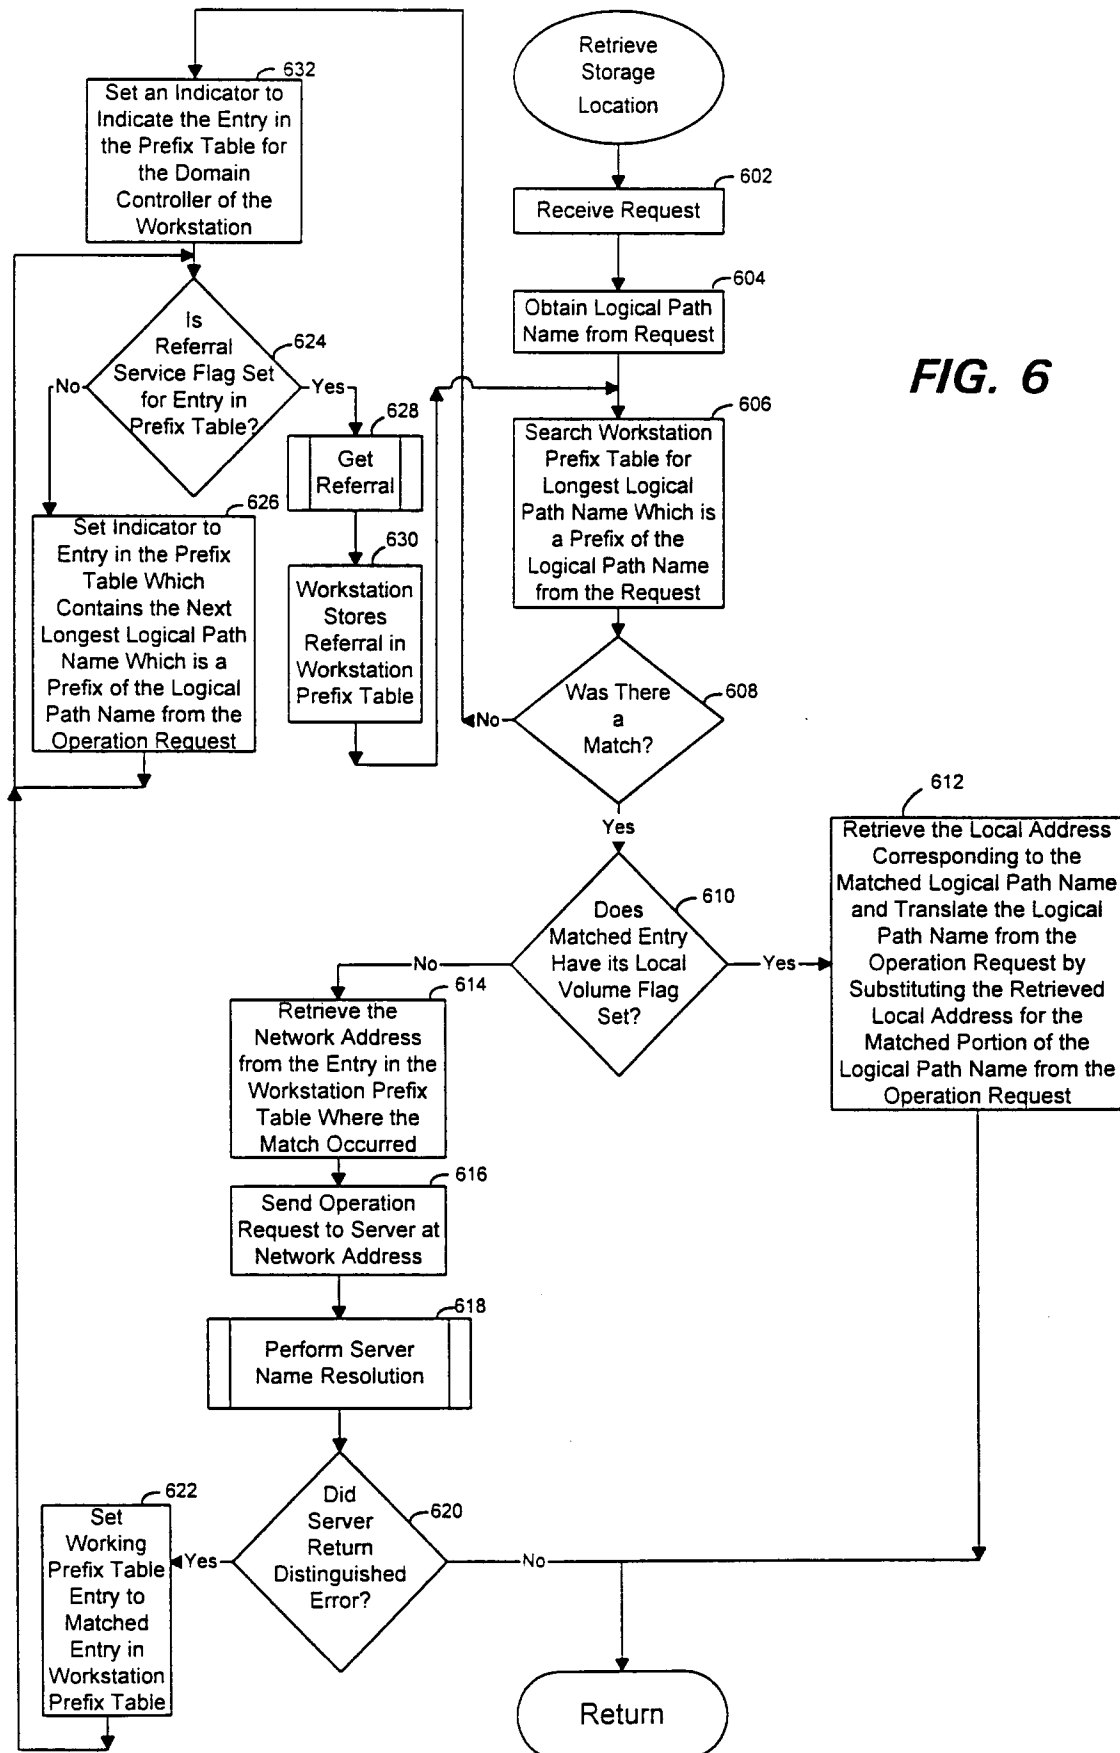 Retrieve
Storage
Location
602
Receive Request
604
Obtain Logical Path
Name from Request
606
Search Workstation
Prefix Table for
Longest Logical
Path Name Which is
a Prefix of the
Logical Path Name
from the Request
608
Was There
a
Match?
No
Yes
632
Set an Indicator to
Indicate the Entry in
the Prefix Table for
the Domain
Controller of the
Workstation
624
Is
Referral
Service Flag Set
for Entry in
Prefix Table?
No
Yes
628
Get
Referral
630
Workstation
Stores
Referral in
Workstation
Prefix Table
626
Set Indicator to
Entry in the Prefix
Table Which
Contains the Next
Longest Logical Path
Name Which is a
Prefix of the Logical
Path Name from the
Operation Request
FIG. 6
610
Does
Matched Entry
Have its Local
Volume Flag
Set?
No
Yes
612
Retrieve the Local Address
Corresponding to the
Matched Logical Path Name
and Translate the Logical
Path Name from the
Operation Request by
Substituting the Retrieved
Local Address for the
Matched Portion of the
Logical Path Name from the
Operation Request
614
Retrieve the
Network Address
from the Entry in the
Workstation Prefix
Table Where the
Match Occurred
616
Send Operation
Request to Server at
Network Address
618
Perform Server
Name Resolution
620
Did
Server
Return
Distinguished
Error?
Yes
No
622
Set
Working
Prefix Table
Entry to
Matched
Entry in
Workstation
Prefix Table
Return